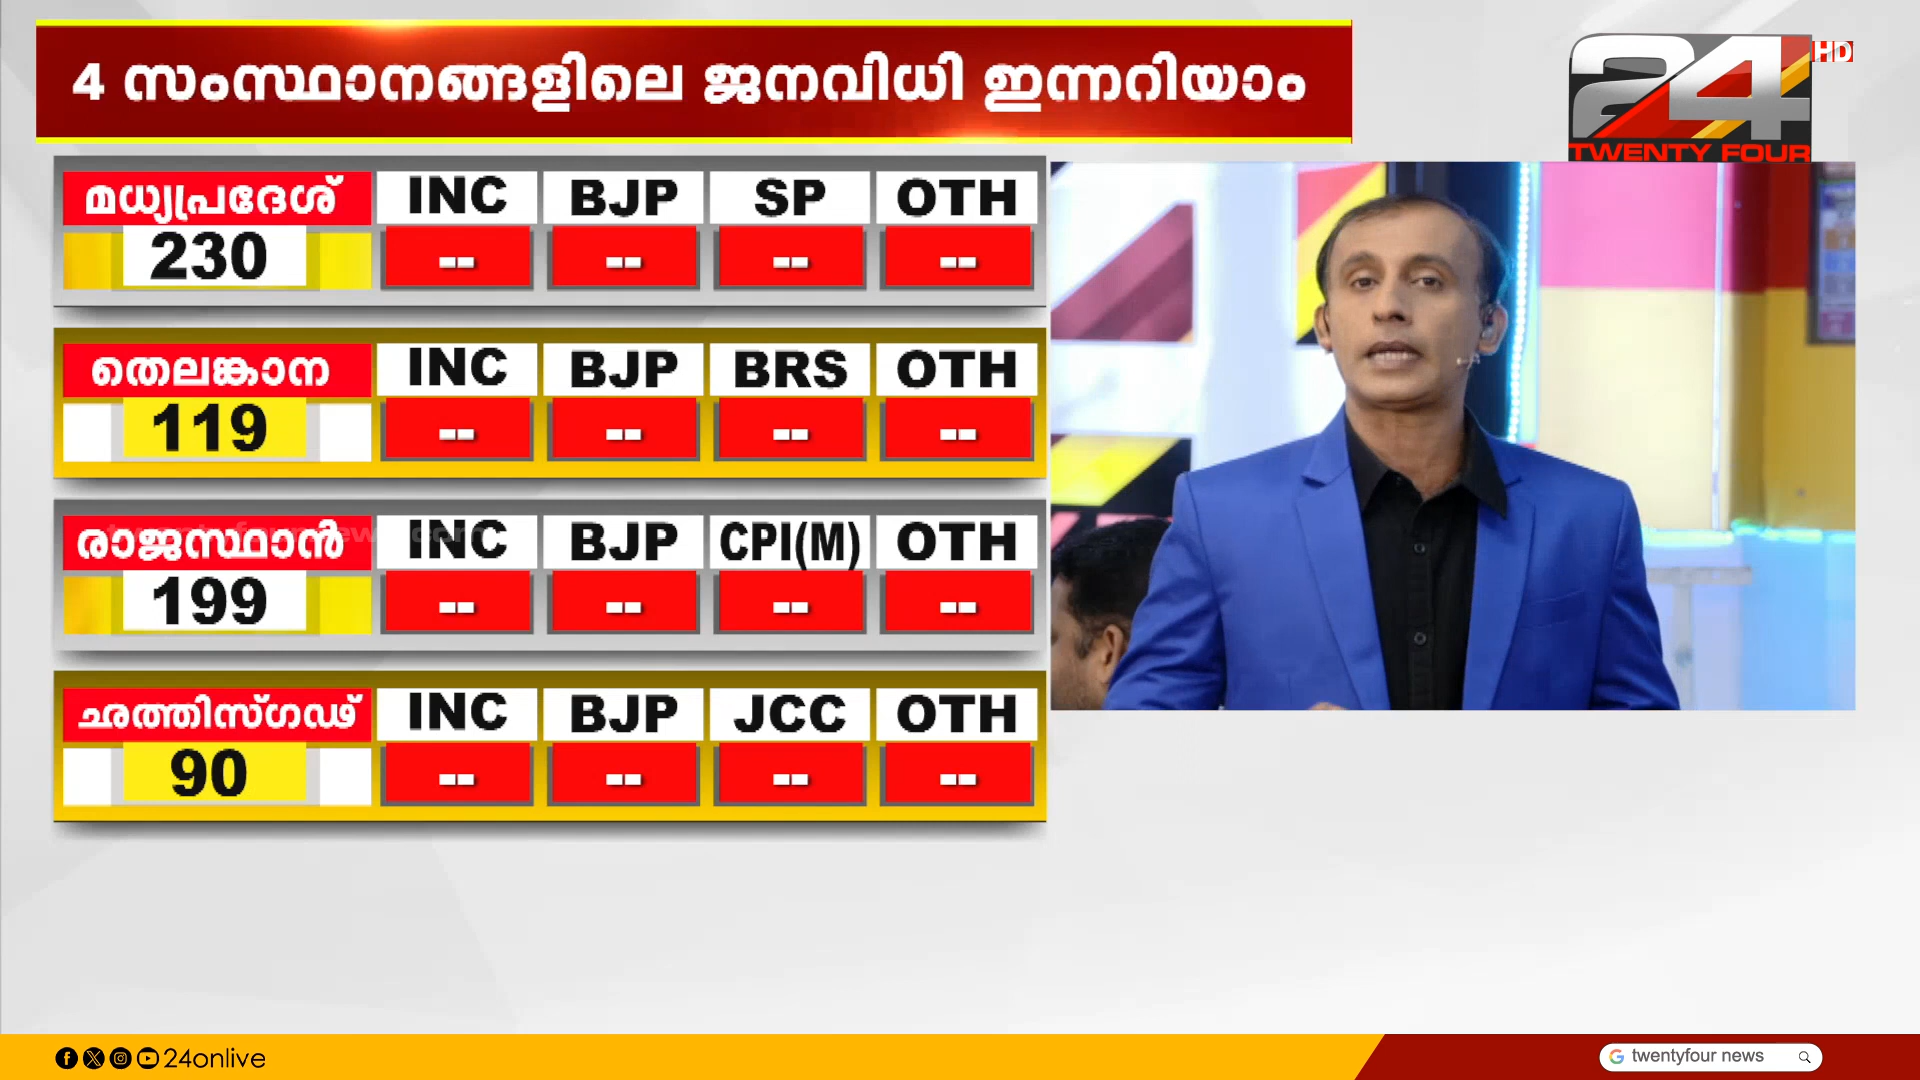 4 സംസ്ഥാനങ്ങളിലെ ജനവിധി ഇന്നറിയാം
24 HD
TWENTY FOUR
മധ്യപ്രദേശ് INC BJP SP OTH
230 -- -- -- --
തെലങ്കാന INC BJP BRS OTH
119 -- -- -- --
രാജസ്ഥാൻ INC BJP CPI(M) OTH
twentyfournews.com
199 -- -- -- --
ഛത്തിസ്ഗഢ് INC BJP JCC OTH
90 -- -- -- --
24onlive
twentyfour news